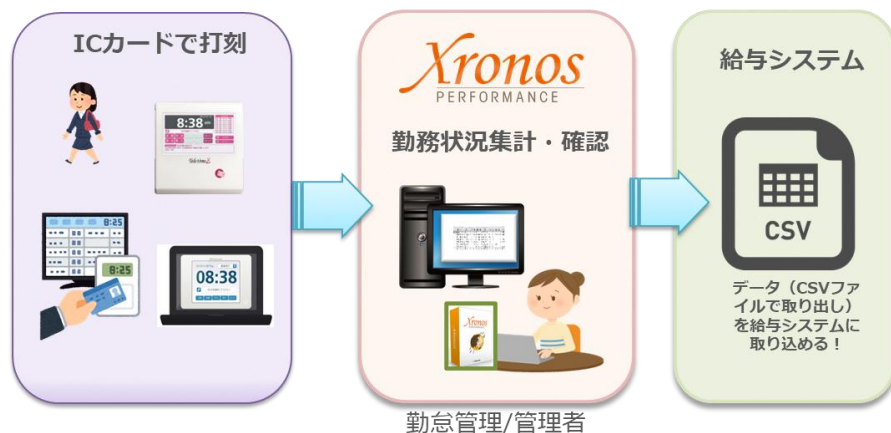 ICカードで打刻
8:38
8:25
8:25
08:38
Xronos
PERFORMANCE
勤務状況集計・確認
Xronos
勤怠管理/管理者
給与システム
CSV
データ（CSVファ
イルで取り出し）
を給与システムに
取り込める！